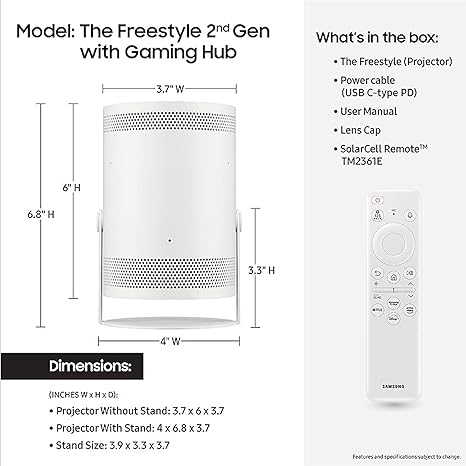 Model: The Freestyle 2nd Gen
with Gaming Hub
3.7" W
6.8" H
6" H
3.3" H
4" W
Dimensions:
(INCHES W x H x D):
• Projector Without Stand: 3.7 x 6 x 3.7
• Projector With Stand: 4 x 6.8 x 3.7
• Stand Size: 3.9 x 3.3 x 3.7
What's in the box:
• The Freestyle (Projector)
• Power cable
(USB C-type PD)
• User Manual
• Lens Cap
• SolarCell Remote™
TM2361E
NETFLIX
SAMSUNG
Features and specifications subject to change.